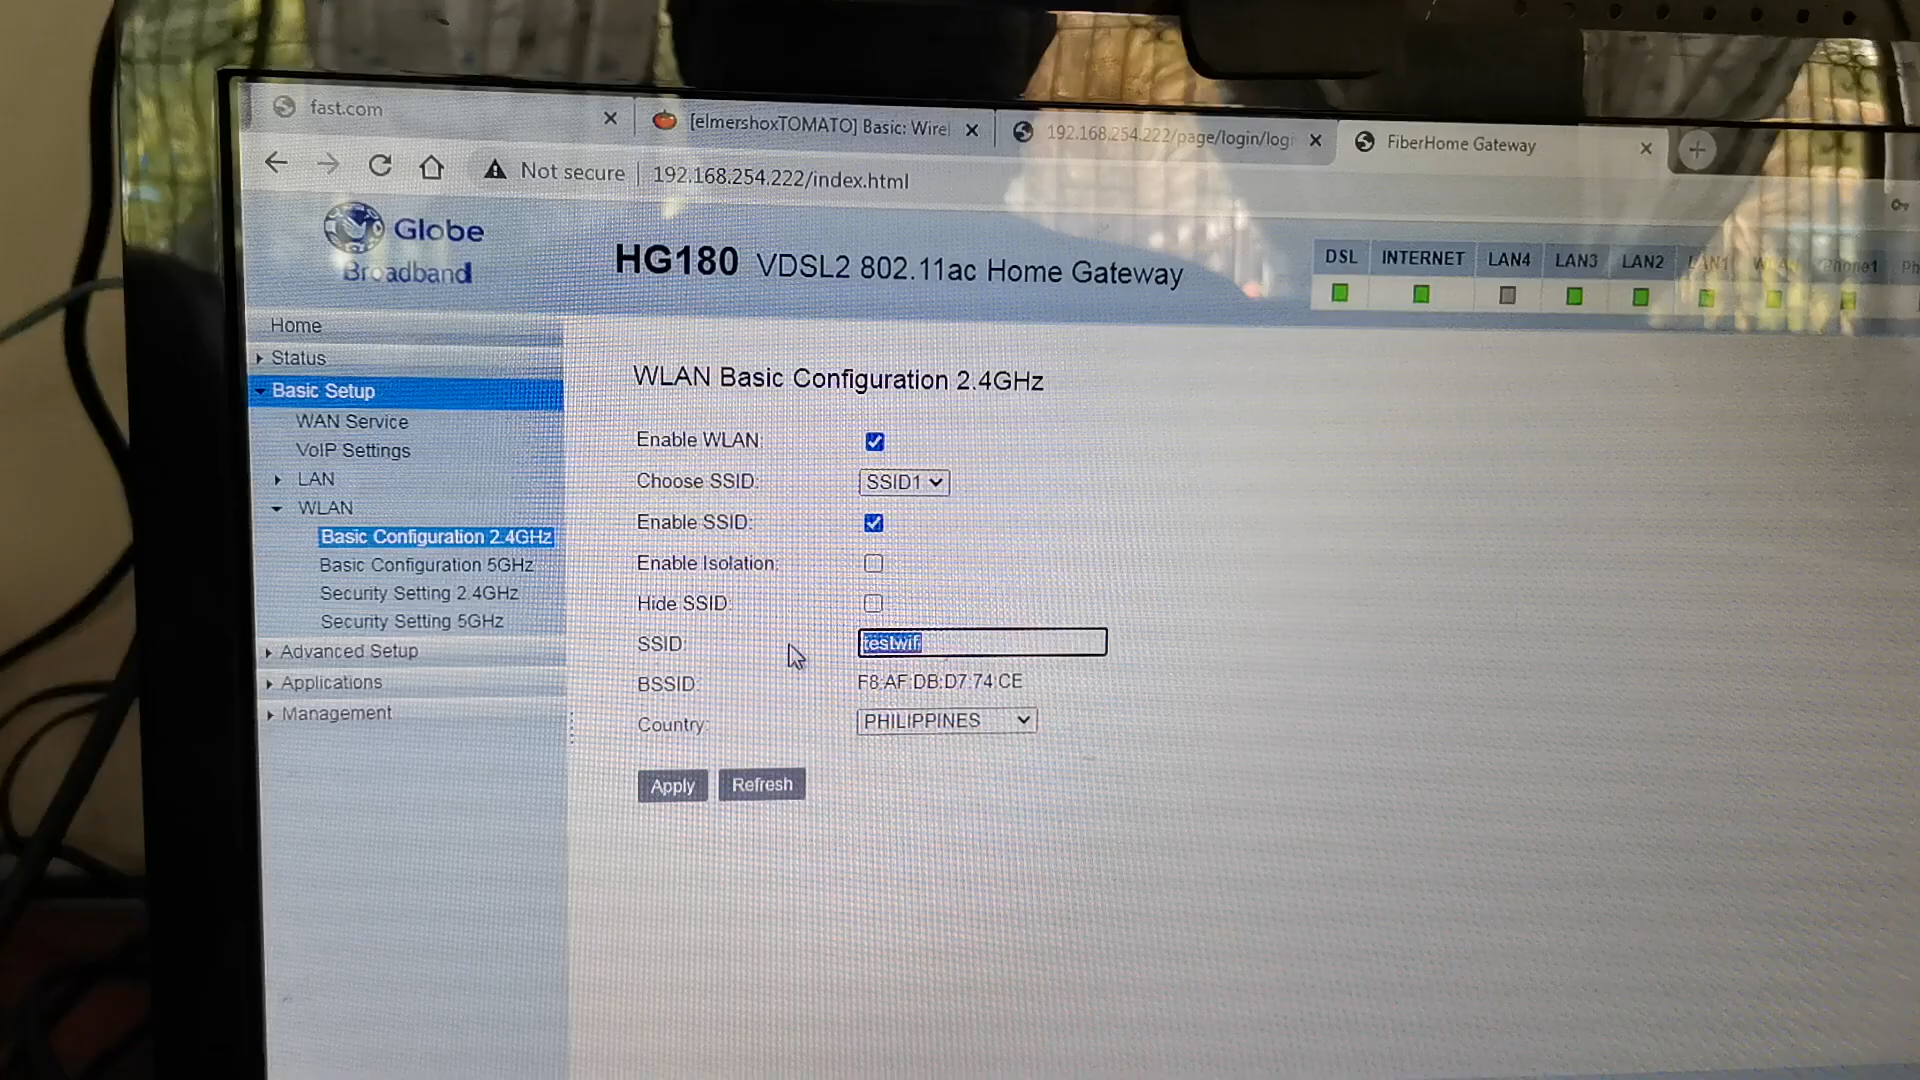 fast.com
[elmershoxTOMATO] Basic: Wirel
192.168.254.222/page/login/logi
FiberHome Gateway
Not secure | 192.168.254.222/index.html
Globe
Broadband
HG180 VDSL2 802.11ac Home Gateway
DSL INTERNET LAN4 LAN3 LAN2 LAN1 WLAN Phone1 Ph
Home
Status
Basic Setup
WAN Service
VoIP Settings
LAN
WLAN
Basic Configuration 2.4GHz
Basic Configuration 5GHz
Security Setting 2.4GHz
Security Setting 5GHz
Advanced Setup
Applications
Management
WLAN Basic Configuration 2.4GHz
Enable WLAN:
Choose SSID: SSID1
Enable SSID:
Enable Isolation:
Hide SSID:
SSID: testwifi
BSSID: F8:AF:DB:D7:74:CE
Country: PHILIPPINES
Apply Refresh